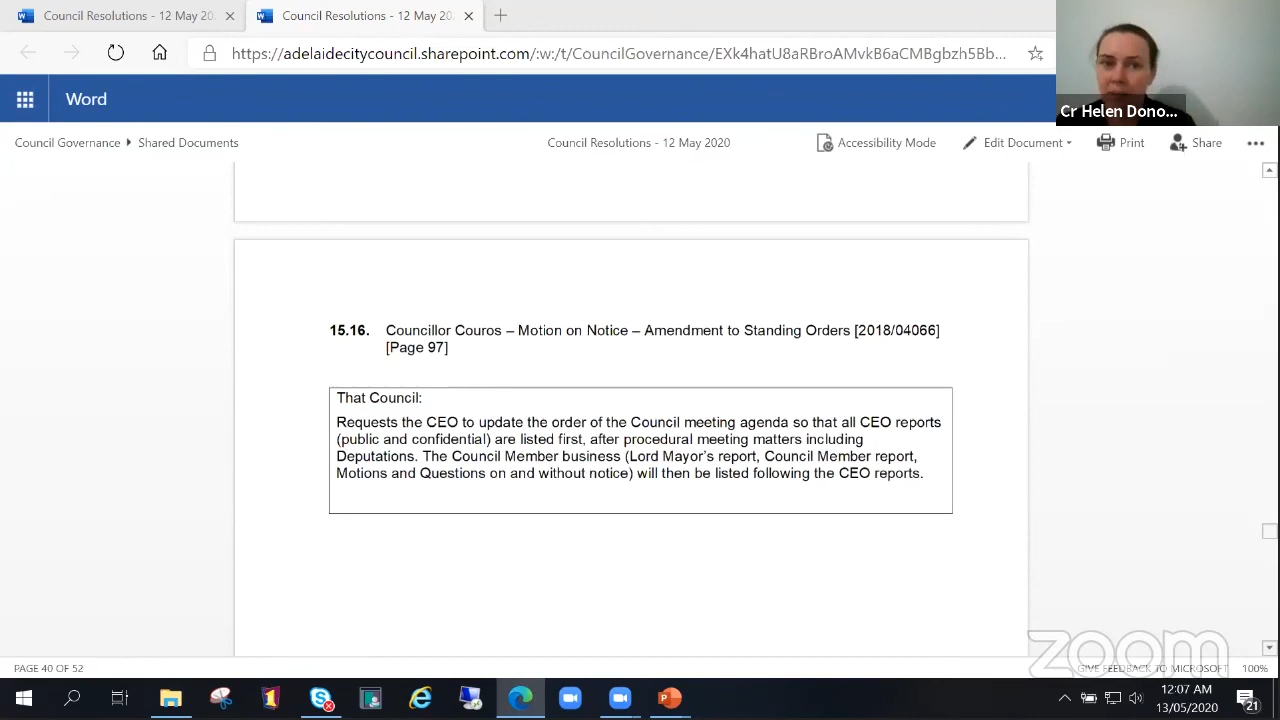 Council Resolutions - 12 May 20
Council Resolutions - 12 May 20
https://adelaidecitycouncil.sharepoint.com/:w:/t/CouncilGovernance/EXk4hatU8aRBroAMvkB6aCMBgbzh5Bb...
Cr Helen Dono...
Word
Council Governance
Shared Documents
Council Resolutions - 12 May 2020
Accessibility Mode
Edit Document
Print
Share
15.16. Councillor Couros – Motion on Notice – Amendment to Standing Orders [2018/04066]
[Page 97]
That Council:
Requests the CEO to update the order of the Council meeting agenda so that all CEO reports
(public and confidential) are listed first, after procedural meeting matters including
Deputations. The Council Member business (Lord Mayor's report, Council Member report,
Motions and Questions on and without notice) will then be listed following the CEO reports.
zoom
PAGE 40 OF 52
GIVE FEEDBACK TO MICROSOFT
100%
12:07 AM
13/05/2020
21